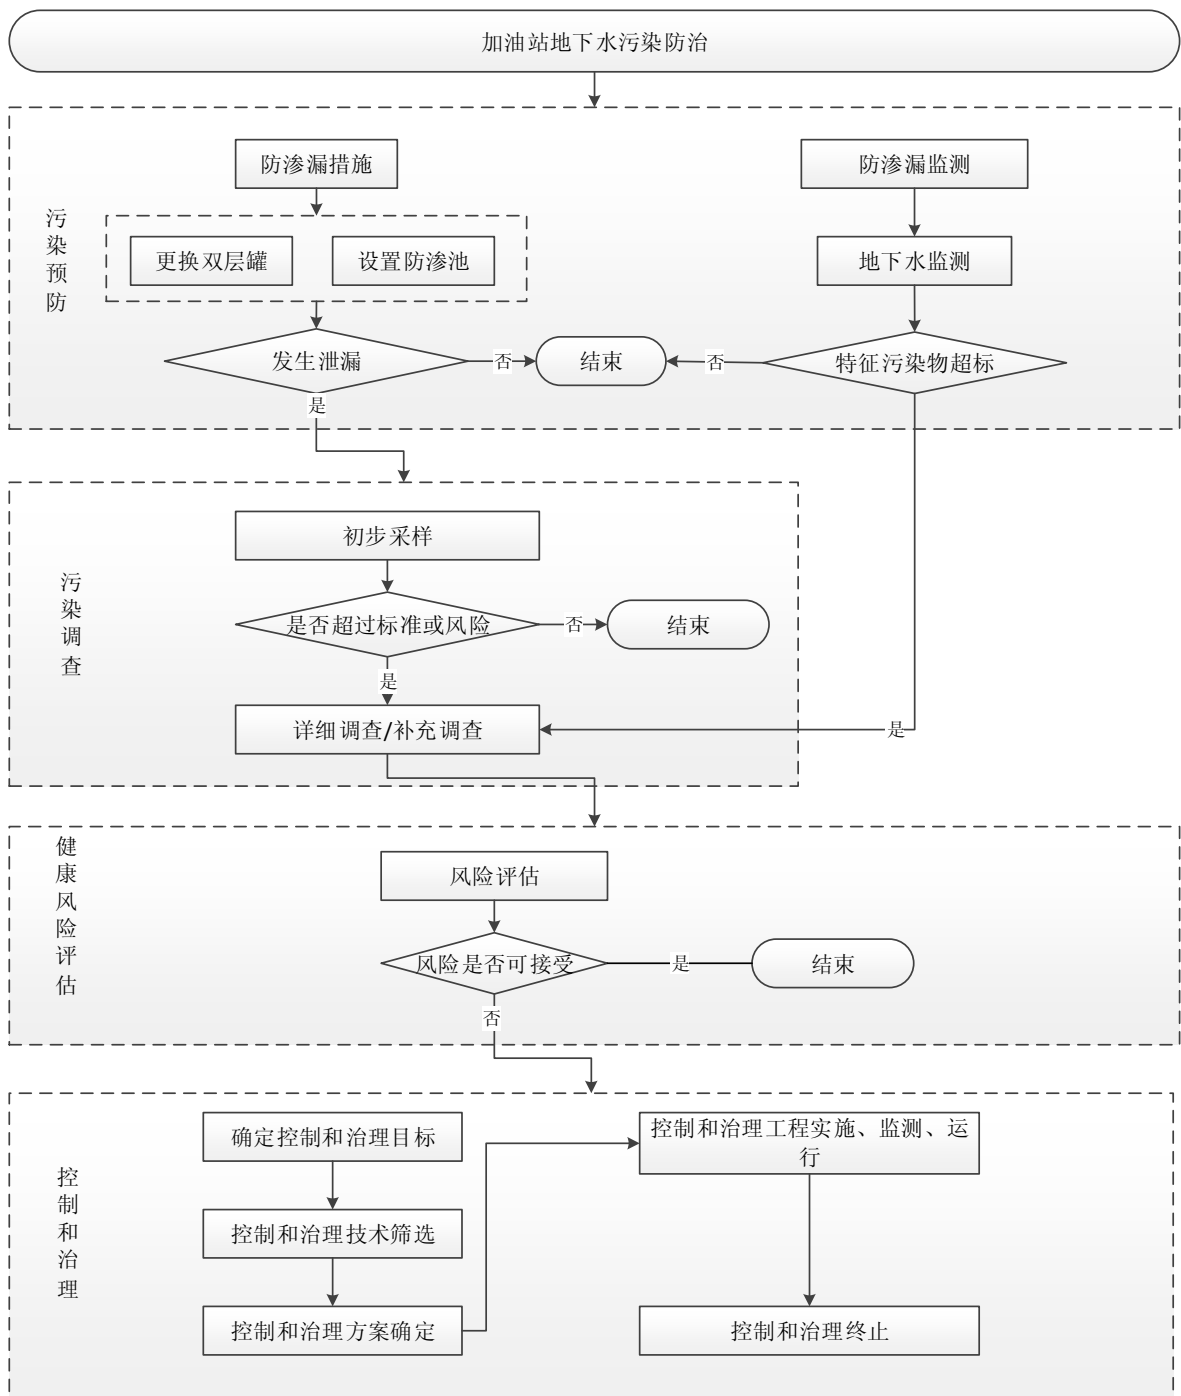 加油站地下水污染防治
污染预防
防渗漏措施
防渗漏监测
更换双层罐
设置防渗池
地下水监测
发生泄漏
否
结束
否
特征污染物超标
是
污染调查
初步采样
是否超过标准或风险
否
结束
是
详细调查/补充调查
是
健康风险评估
风险评估
风险是否可接受
是
结束
否
控制和治理
确定控制和治理目标
控制和治理技术筛选
控制和治理方案确定
控制和治理工程实施、监测、运
行
控制和治理终止